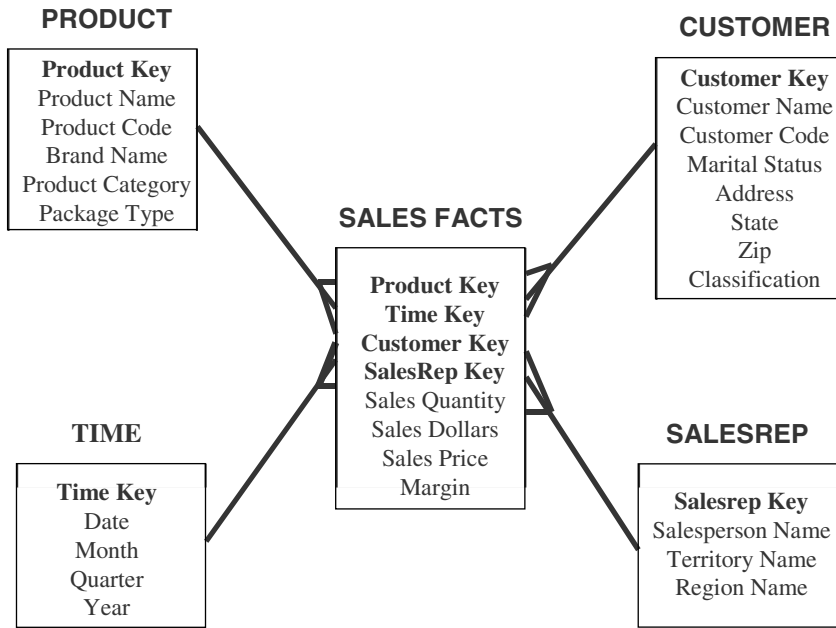 PRODUCT
Product Key
Product Name
Product Code
Brand Name
Product Category
Package Type
CUSTOMER
Customer Key
Customer Name
Customer Code
Marital Status
Address
State
Zip
Classification
SALES FACTS
Product Key
Time Key
Customer Key
SalesRep Key
Sales Quantity
Sales Dollars
Sales Price
Margin
TIME
Time Key
Date
Month
Quarter
Year
SALESREP
Salesrep Key
Salesperson Name
Territory Name
Region Name